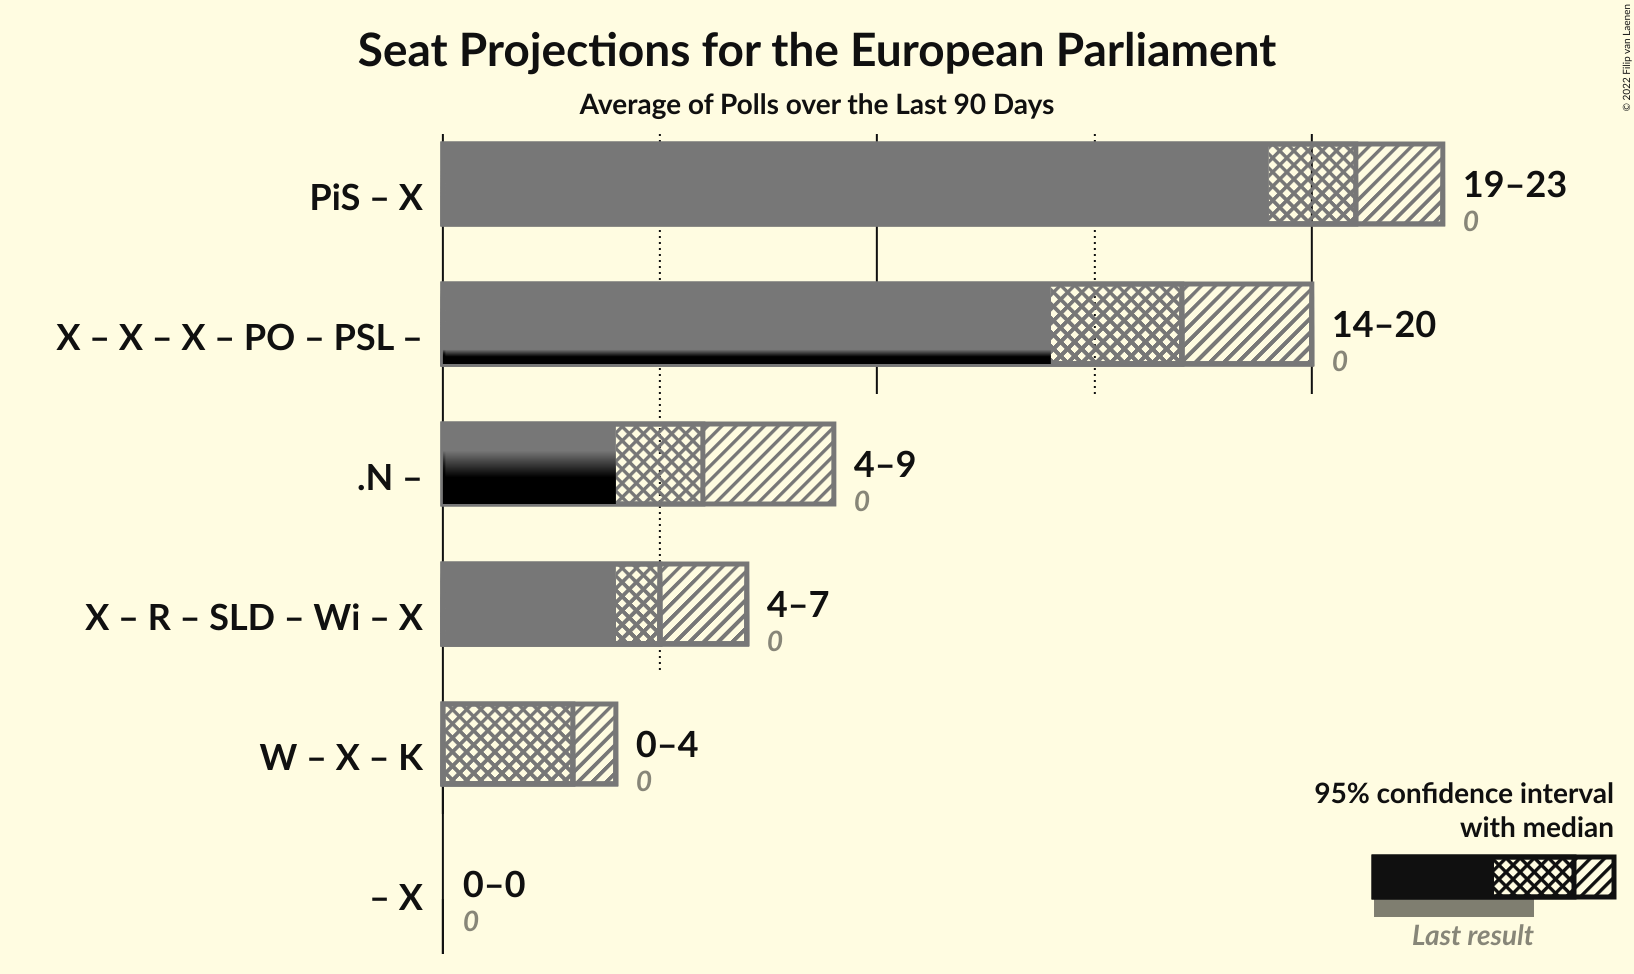 Seat Projections for the European Parliament
Average of Polls over the Last 90 Days
© 2022 Filip van Laenen
PiS – X
19–23
0
X – X – X – PO – PSL –
14–20
0
.N –
4–9
0
X – R – SLD – Wi – X
4–7
0
W – X – K
0–4
0
– X
0–0
0
95% confidence interval
with median
Last result